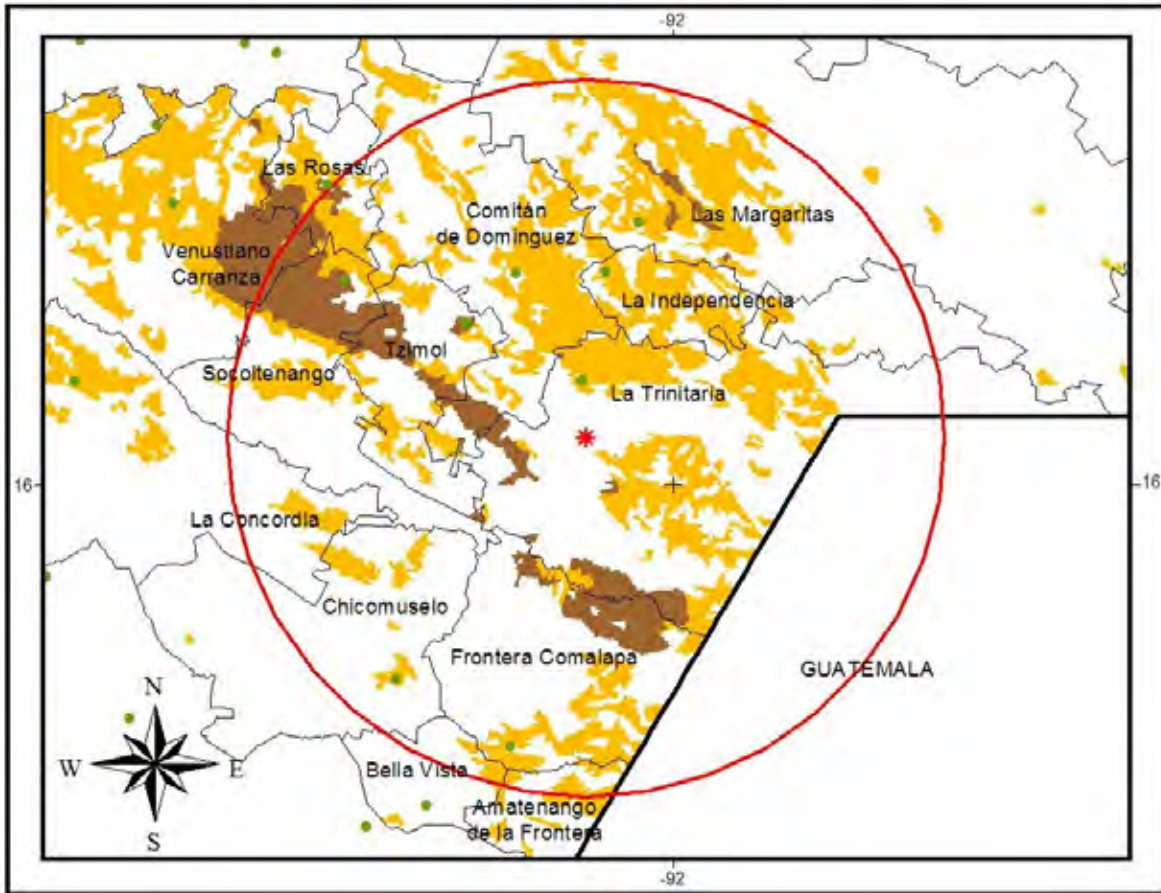 -92
Las Rosas
Comitán
de Domínguez
Las Margaritas
Venustiano
Carranza
La Independencia
Tzimol
Socoltenango
La Trinitaria
16
16
La Concordia
Chicomuselo
Frontera Comalapa
GUATEMALA
N
W
E
S
Bella Vista
Amatenango
de la Frontera
-92